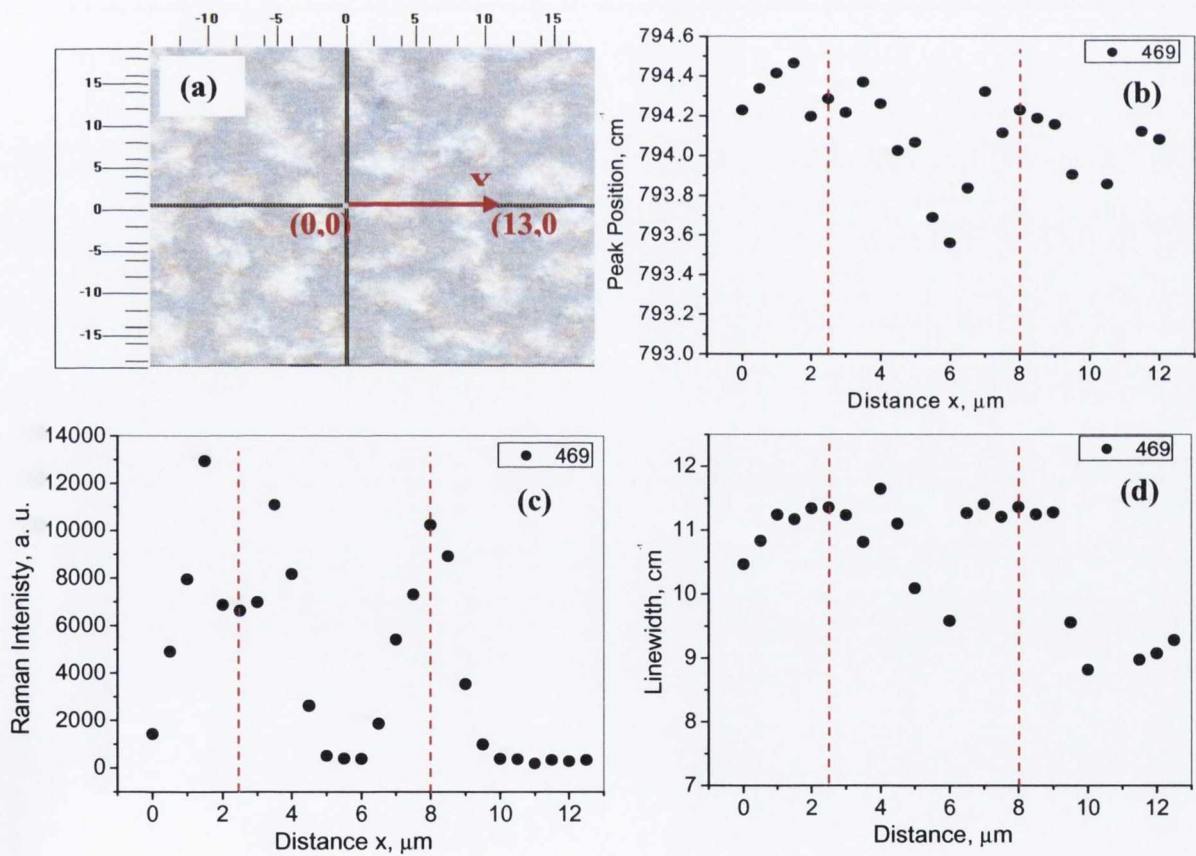 -10 0 10
15
10
5
0
-5
-10
-15
(a)
(0,0)
(13,0
794.6
794.4
794.2
794.0
793.8
793.6
793.4
793.2
793.0
Peak Position, cm⁻¹
469
(b)
0 2 4 6 8 10 12
Distance x, μm
14000
12000
10000
8000
6000
4000
2000
0
Raman Intenisty, a. u.
469
(c)
0 2 4 6 8 10 12
Distance x, μm
12
11
10
9
8
7
Linewidth, cm⁻¹
469
(d)
0 2 4 6 8 10 12
Distance, μm